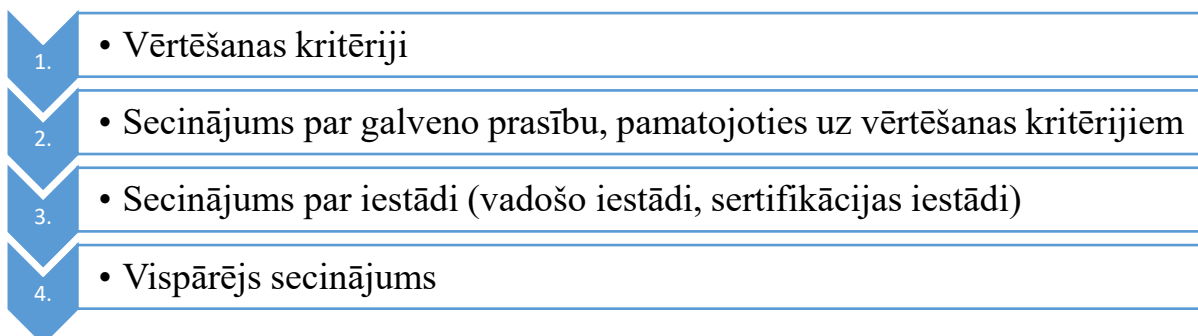 1. • Vērtēšanas kritēriji
2. • Secinājums par galveno prasību, pamatojoties uz vērtēšanas kritērijiem
3. • Secinājums par iestādi (vadošo iestādi, sertifikācijas iestādi)
4. • Vispārējs secinājums